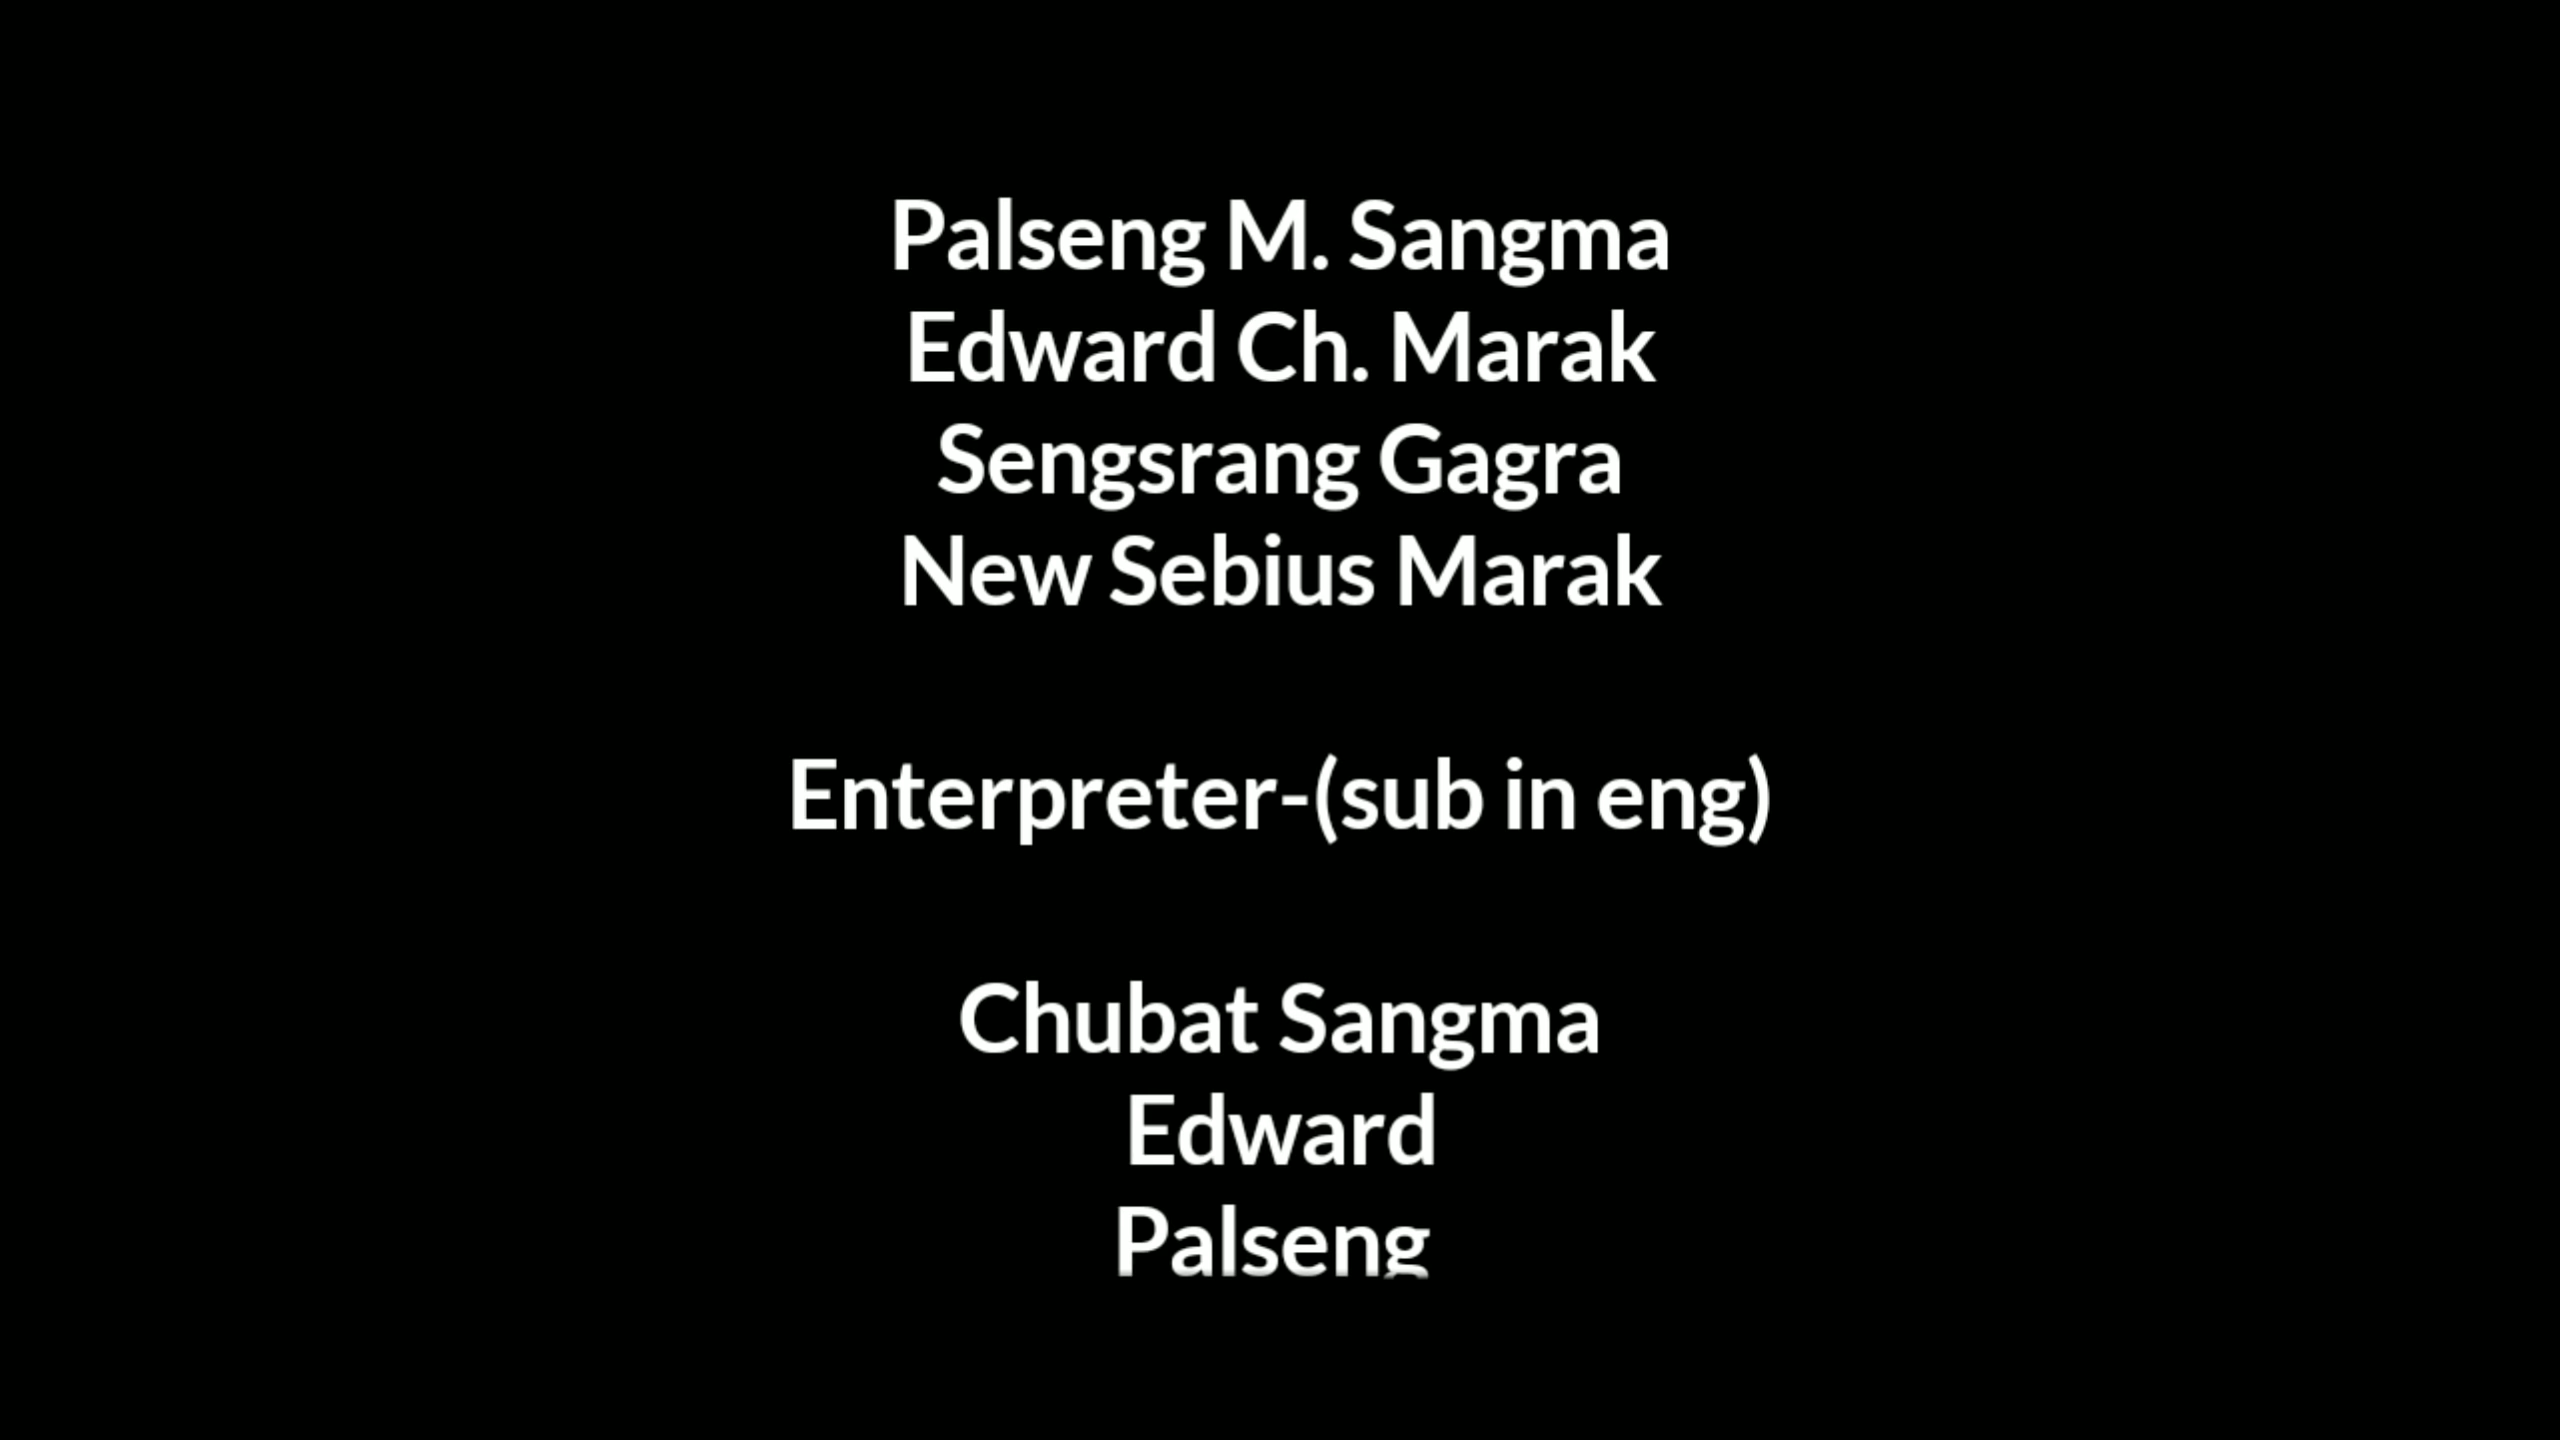 Palseng M. Sangma
Edward Ch. Marak
Sengsrang Gagra
New Sebius Marak
Enterpreter-(sub in eng)
Chubat Sangma
Edward
Palseng